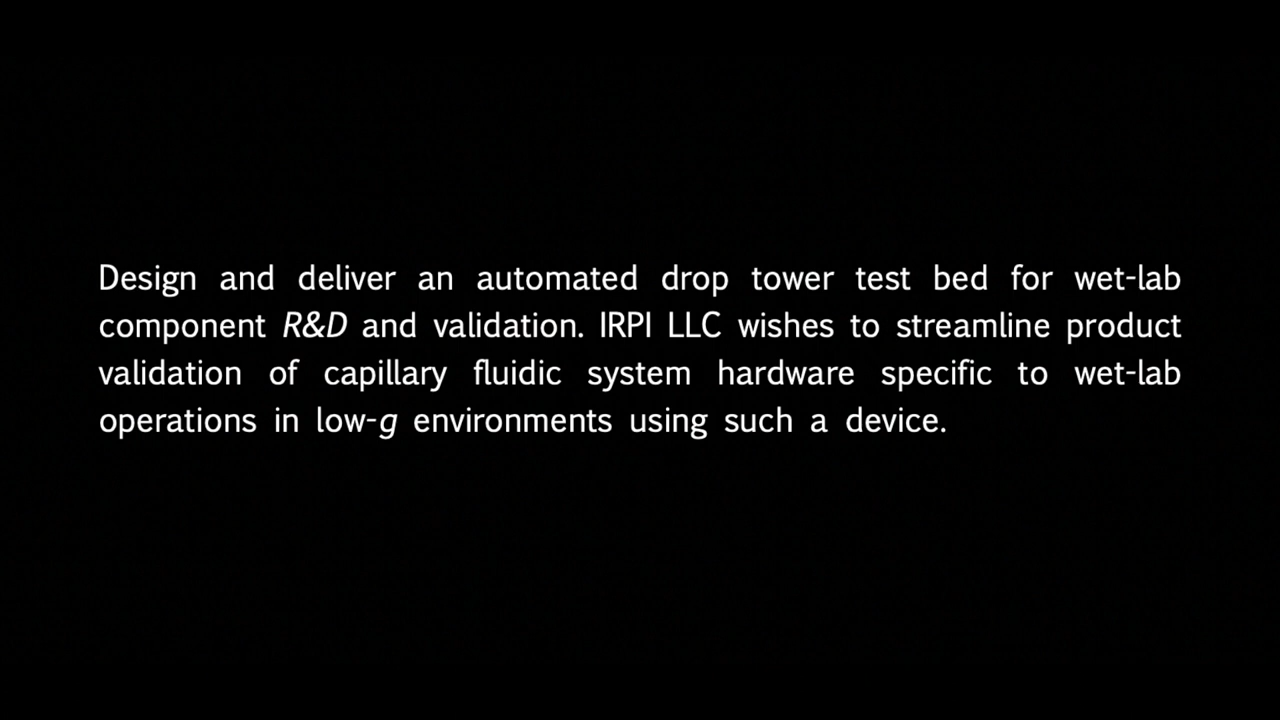 Design and deliver an automated drop tower test bed for wet-lab
component R&D and validation. IRPI LLC wishes to streamline product
validation of capillary fluidic system hardware specific to wet-lab
operations in low-g environments using such a device.